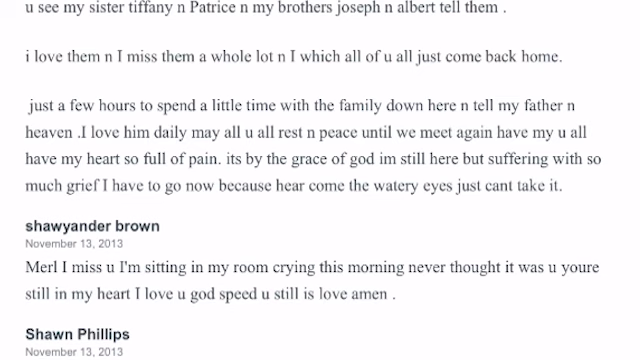 u see my sister tiffany n Patrice n my brothers joseph n albert tell them .
i love them n I miss them a whole lot n I which all of u all just come back home.
just a few hours to spend a little time with the family down here n tell my father n
heaven .I love him daily may all u all rest n peace until we meet again have my u all
have my heart so full of pain. its by the grace of god im still here but suffering with so
much grief I have to go now because hear come the watery eyes just cant take it.
shawyander brown
November 13, 2013
Merl I miss u I'm sitting in my room crying this morning never thought it was u youre
still in my heart I love u god speed u still is love amen .
Shawn Phillips
November 13, 2013